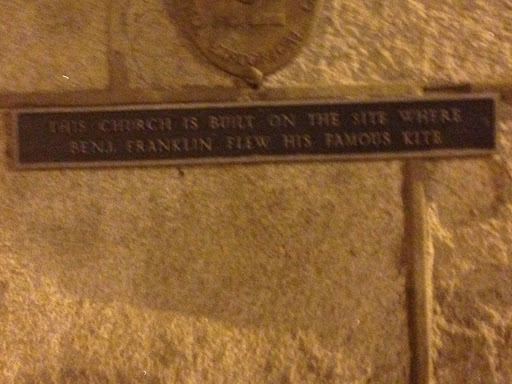 THIS CHURCH IS BUILT ON THE SITE WHERE
BENJ. FRANKLIN FLEW HIS FAMOUS KITE